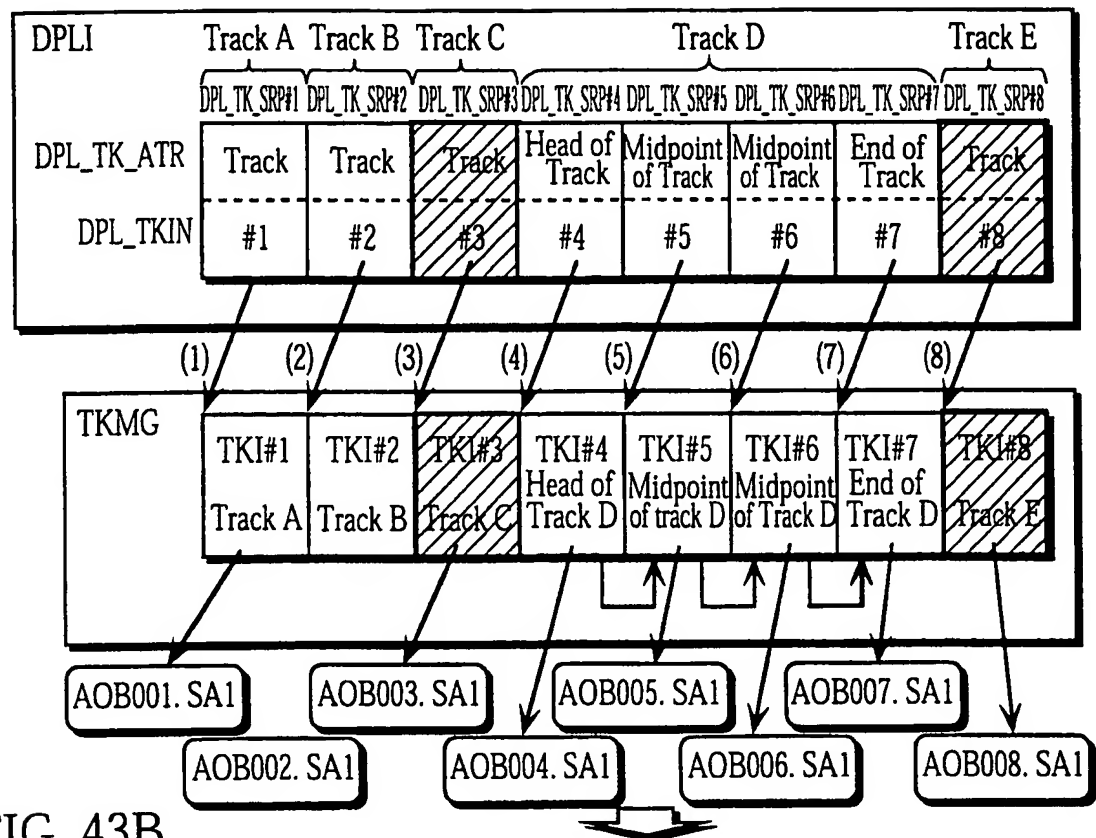 DPLI
Track A Track B Track C Track D Track E
DPL_TK_SRP#1 DPL_TK_SRP#2 DPL_TK_SRP#3 DPL_TK_SRP#4 DPL_TK_SRP#5 DPL_TK_SRP#6 DPL_TK_SRP#7 DPL_TK_SRP#8
DPL_TK_ATR
Track
Track
Track
Head of
Track
Midpoint
of Track
Midpoint
of Track
End of
Track
Track
DPL_TKIN
#1 #2 #3 #4 #5 #6 #7 #8
(1) (2) (3) (4) (5) (6) (7) (8)
TKMG
TKI#1
Track A
TKI#2
Track B
TKI#3
Track C
TKI#4
Head of
Track D
TKI#5
Midpoint
of track D
TKI#6
Midpoint
of Track D
TKI#7
End of
Track D
TKI#8
Track E
AOB001. SA1 AOB003. SA1 AOB005. SA1 AOB007. SA1
AOB002. SA1 AOB004. SA1 AOB006. SA1 AOB008. SA1
FIG. 43B